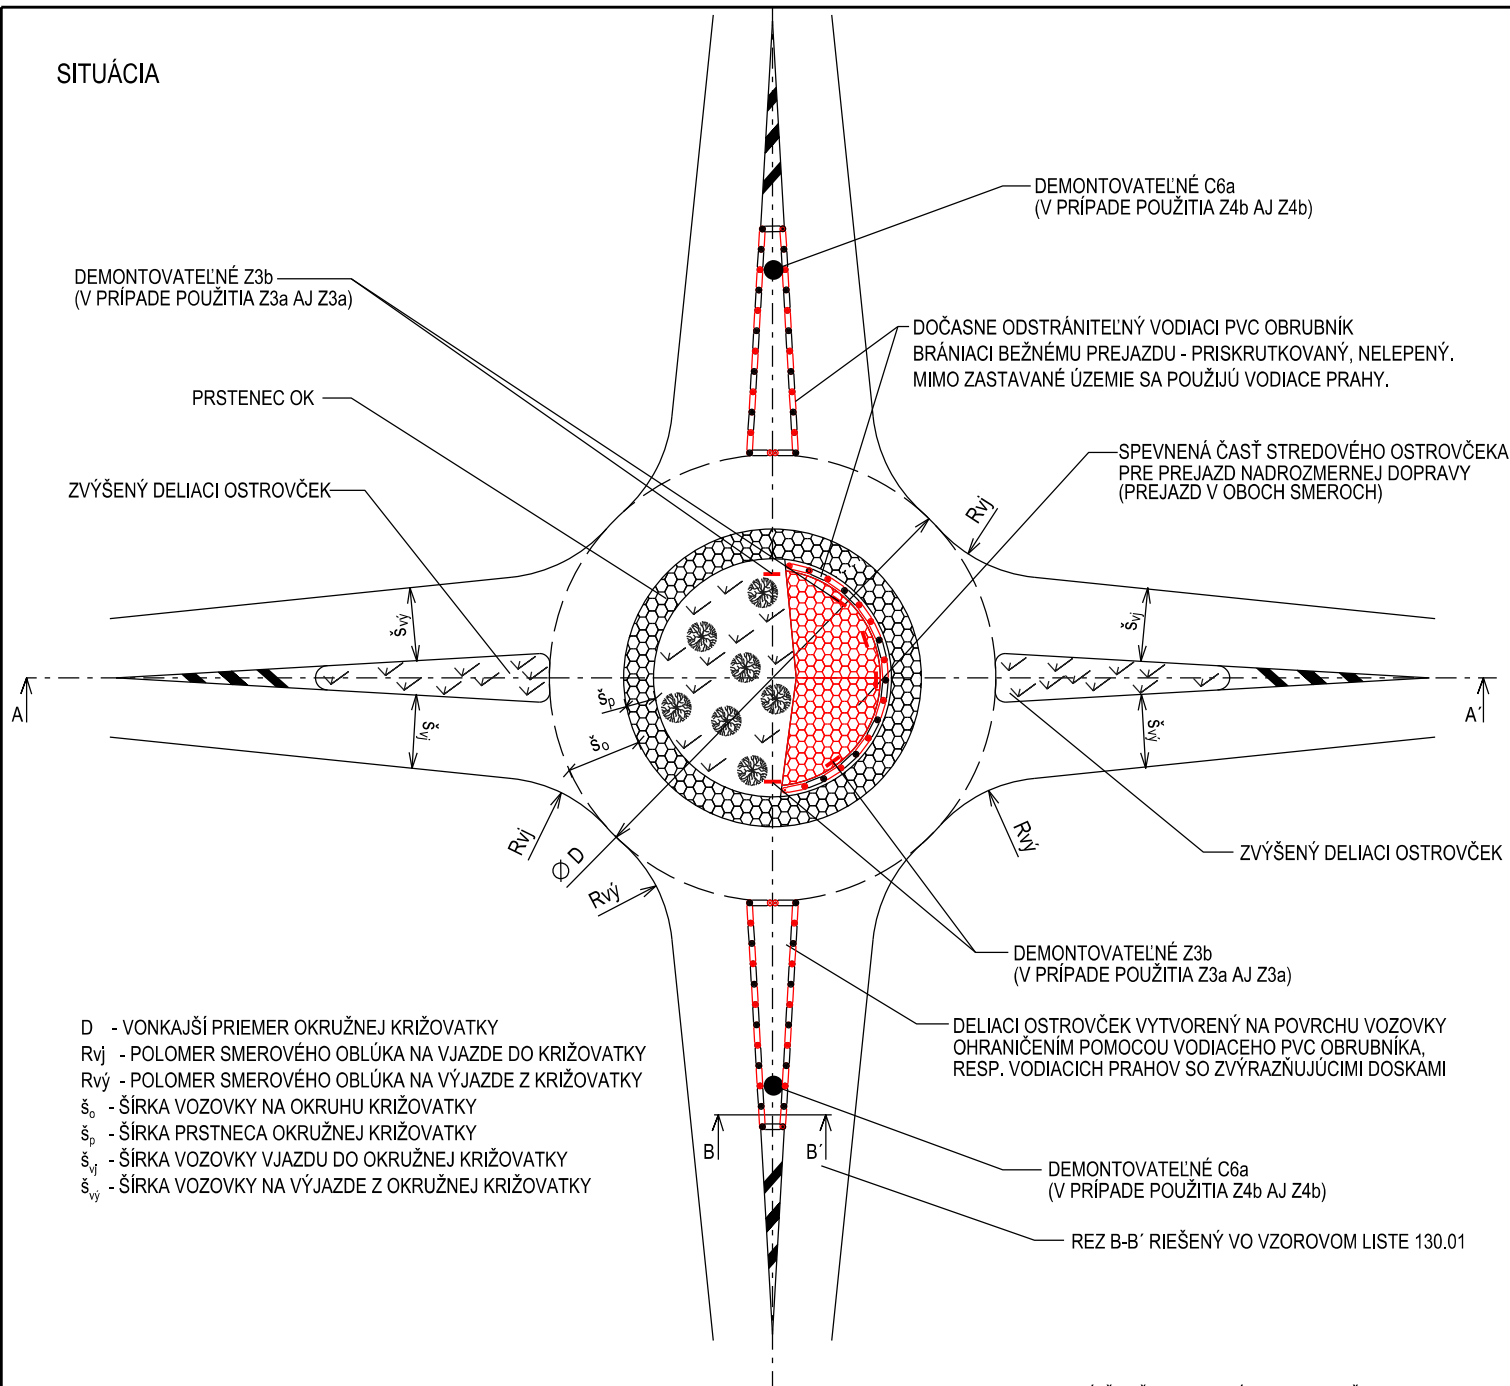 SITUÁCIA
DEMONTOVATEĽNÉ C6a
(V PRÍPADE POUŽITIA Z4b AJ Z4b)
DEMONTOVATEĽNÉ Z3b
(V PRÍPADE POUŽITIA Z3a AJ Z3a)
DOČASNE ODSTRÁNITEĽNÝ VODIACI PVC OBRUBNÍK
BRÁNIACI BEŽNÉMU PREJAZDU - PRISKRUTKOVANÝ, NELEPENÝ.
MIMO ZASTAVANÉ ÚZEMIE SA POUŽIJÚ VODIACE PRAHY.
PRSTENEC OK
SPEVNENÁ ČASŤ STREDOVÉHO OSTROVČEKA
PRE PREJAZD NADROZMERNEJ DOPRAVY
(PREJAZD V OBOCH SMEROCH)
ZVÝŠENÝ DELIACI OSTROVČEK
Rvj
švý
švj
A
A´
šp
švj
šo
švý
Rvj
Ø D
Rvý
Rvý
ZVÝŠENÝ DELIACI OSTROVČEK
DEMONTOVATEĽNÉ Z3b
(V PRÍPADE POUŽITIA Z3a AJ Z3a)
DELIACI OSTROVČEK VYTVORENÝ NA POVRCHU VOZOVKY
OHRANIČENÍM POMOCOU VODIACEHO PVC OBRUBNÍKA,
RESP. VODIACICH PRAHOV SO ZVÝRAZŇUJÚCIMI DOSKAMI
D - VONKAJŠÍ PRIEMER OKRUŽNEJ KRIŽOVATKY
Rvj - POLOMER SMEROVÉHO OBLÚKA NA VJAZDE DO KRIŽOVATKY
Rvý - POLOMER SMEROVÉHO OBLÚKA NA VÝJAZDE Z KRIŽOVATKY
šo - ŠÍRKA VOZOVKY NA OKRUHU KRIŽOVATKY
šp - ŠÍRKA PRSTNECA OKRUŽNEJ KRIŽOVATKY
švj - ŠÍRKA VOZOVKY VJAZDU DO OKRUŽNEJ KRIŽOVATKY
švý - ŠÍRKA VOZOVKY NA VÝJAZDE Z OKRUŽNEJ KRIŽOVATKY
B
B´
DEMONTOVATEĽNÉ C6a
(V PRÍPADE POUŽITIA Z4b AJ Z4b)
REZ B-B´ RIEŠENÝ VO VZOROVOM LISTE 130.01